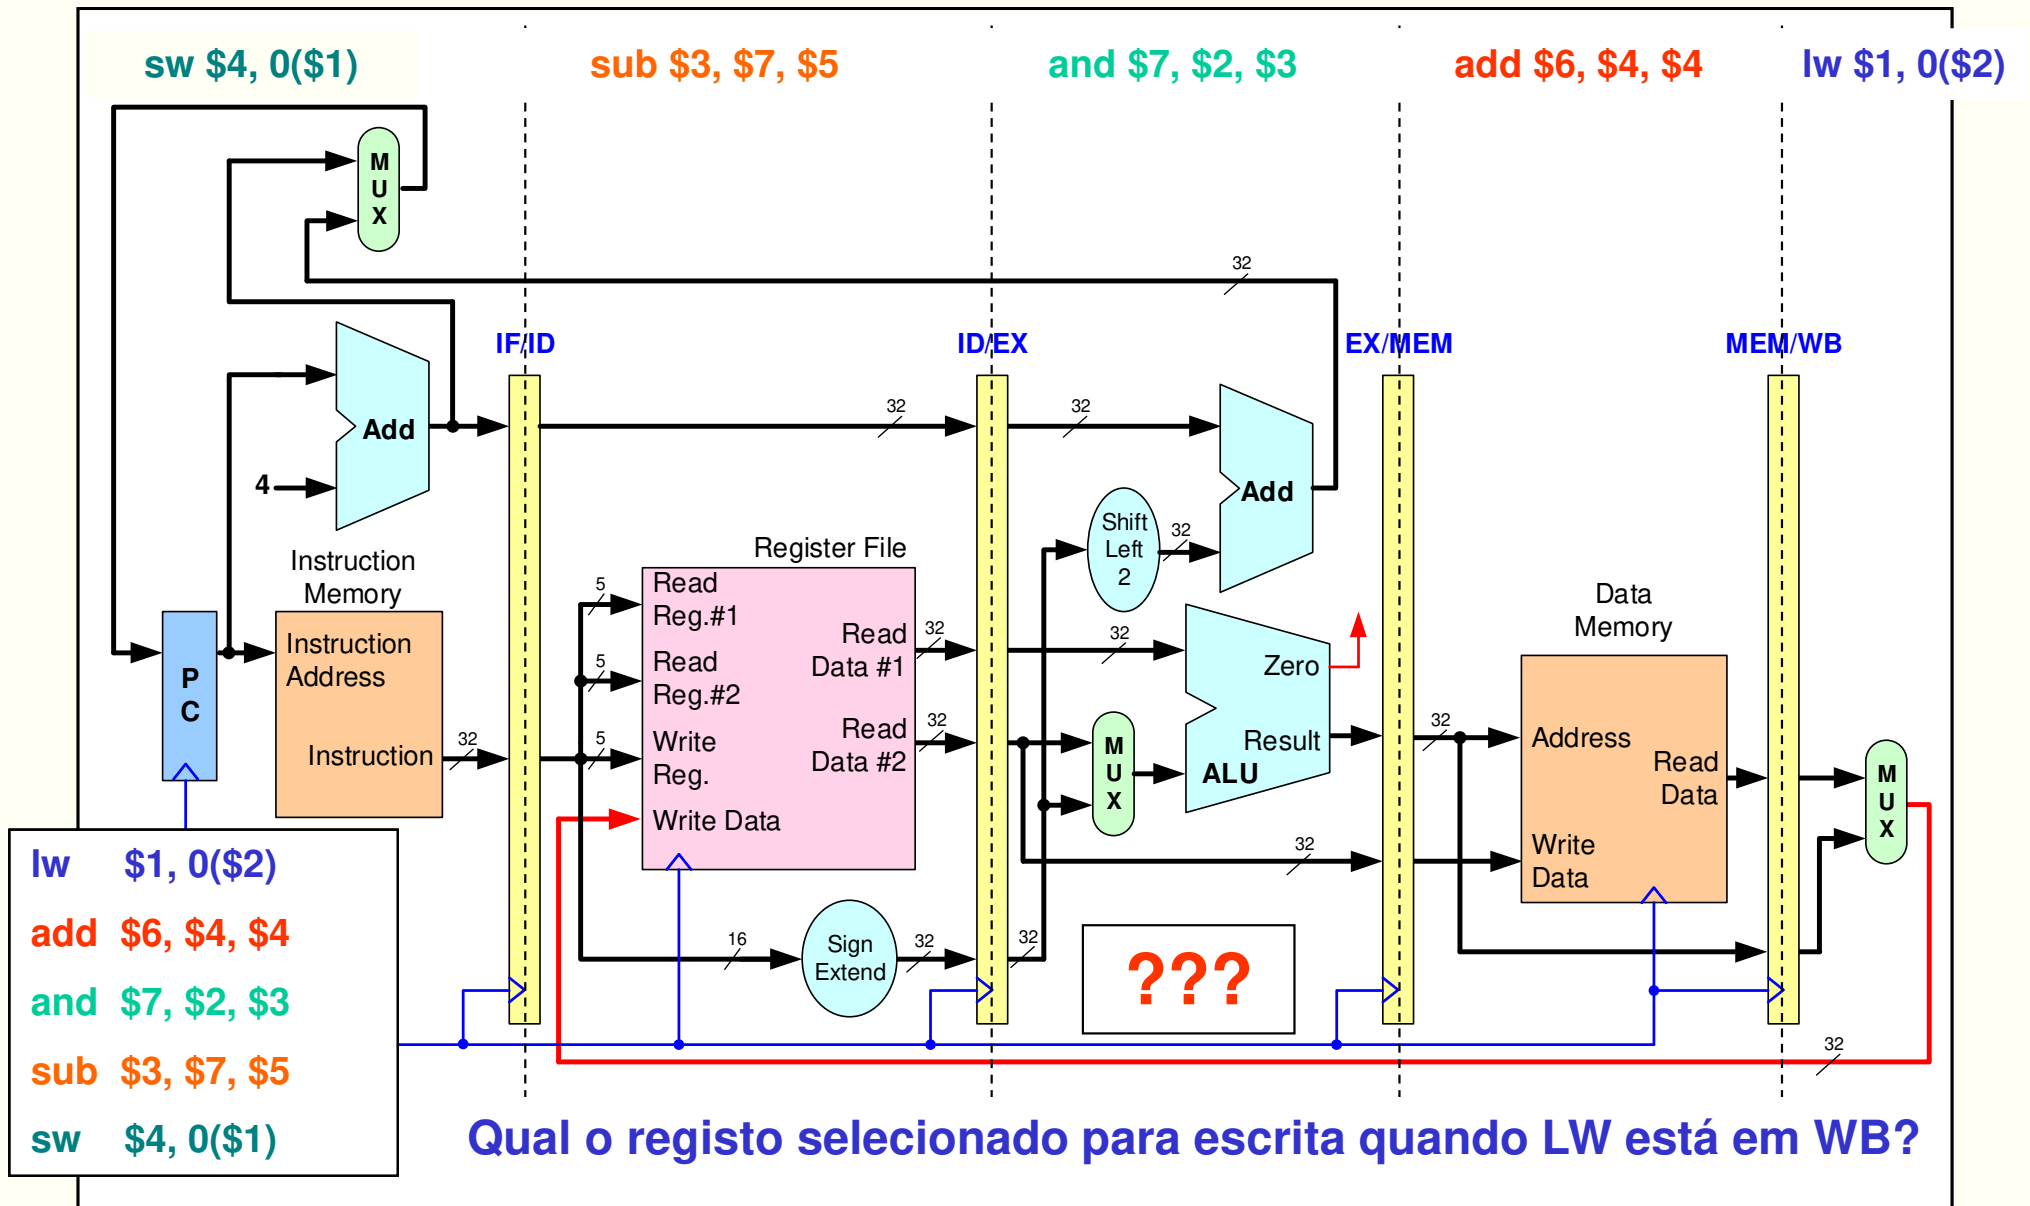 sw $4, 0($1)
sub $3, $7, $5
and $7, $2, $3
add $6, $4, $4
lw $1, 0($2)
M
U
X
32
IF/ID
ID/EX
EX/MEM
MEM/WB
Add
4
32
32
Add
Shift
Left
2
32
Instruction
Memory
Register File
Data
Memory
P
C
Instruction
Address
Instruction
32
5
5
5
Read
Reg.#1
Read
Reg.#2
Write
Reg.
Write Data
Read
Data #1
Read
Data #2
32
32
32
M
U
X
Zero
Result
ALU
32
32
Address
Read
Data
Write
Data
M
U
X
16
Sign
Extend
32
32
???
32
lw $1, 0($2)
add $6, $4, $4
and $7, $2, $3
sub $3, $7, $5
sw $4, 0($1)
Qual o registo selecionado para escrita quando LW está em WB?